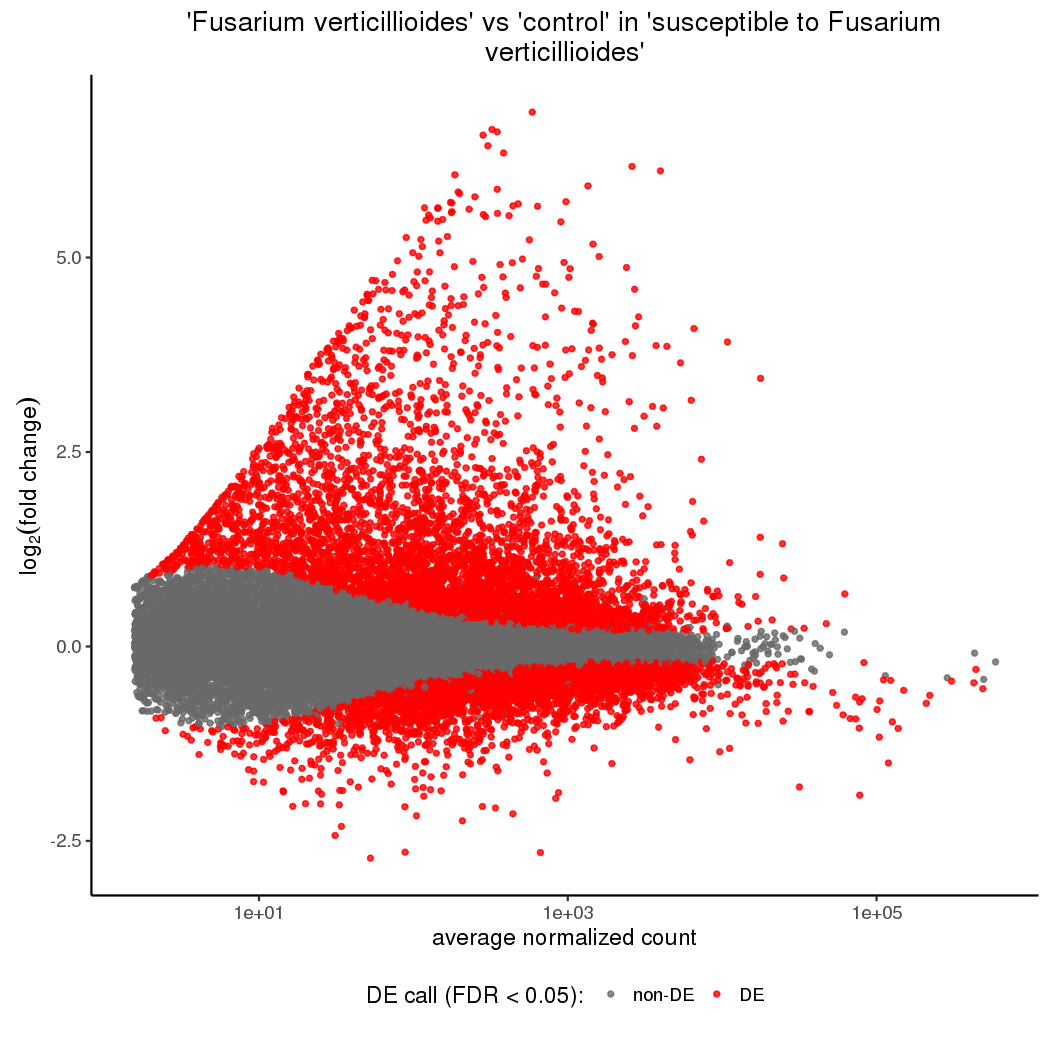 'Fusarium verticillioides' vs 'control' in 'susceptible to Fusarium
verticillioides'
log2(fold change)
5.0
2.5
0.0
-2.5
1e+01 1e+03 1e+05
average normalized count
DE call (FDR < 0.05): non-DE DE